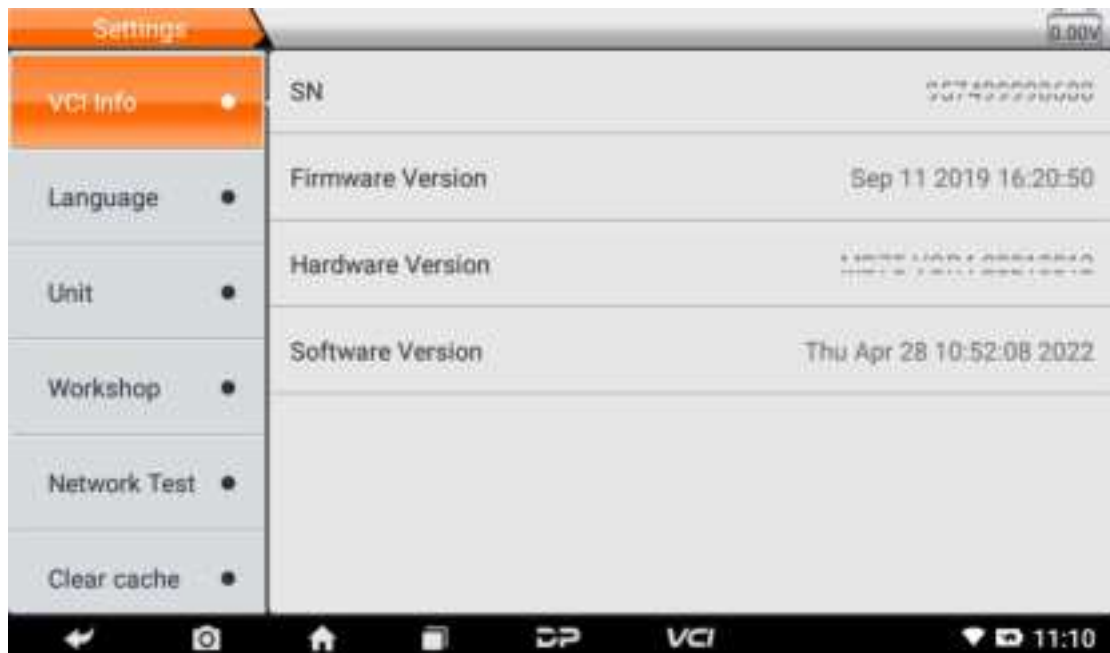 Settings
0.00V
VCI Info
SN
Firmware Version
Sep 11 2019 16:20:50
Language
Hardware Version
Unit
Software Version
Thu Apr 28 10:52:08 2022
Workshop
Network Test
Clear cache
DP
VCI
11:10